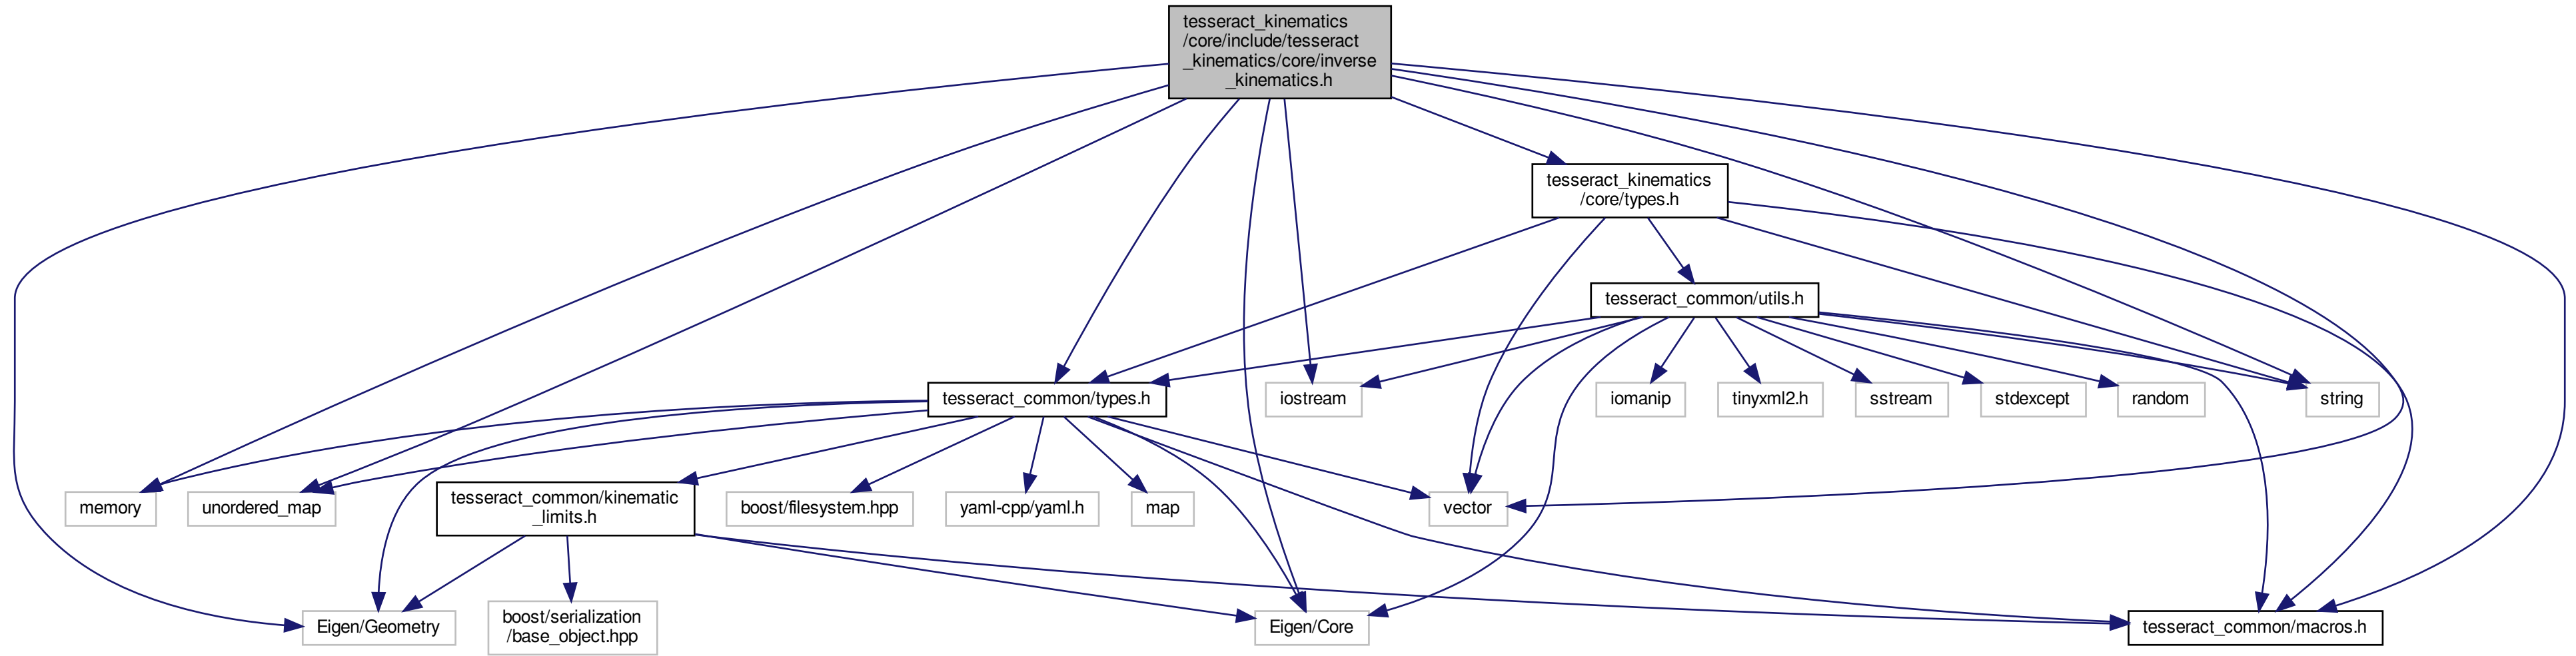 tesseract_kinematics
/core/include/tesseract
_kinematics/core/inverse
_kinematics.h
tesseract_kinematics
/core/types.h
tesseract_common/utils.h
tesseract_common/types.h
iostream
iomanip
tinyxml2.h
sstream
stdexcept
random
string
memory
unordered_map
tesseract_common/kinematic
_limits.h
boost/filesystem.hpp
yaml-cpp/yaml.h
map
vector
Eigen/Geometry
boost/serialization
/base_object.hpp
Eigen/Core
tesseract_common/macros.h